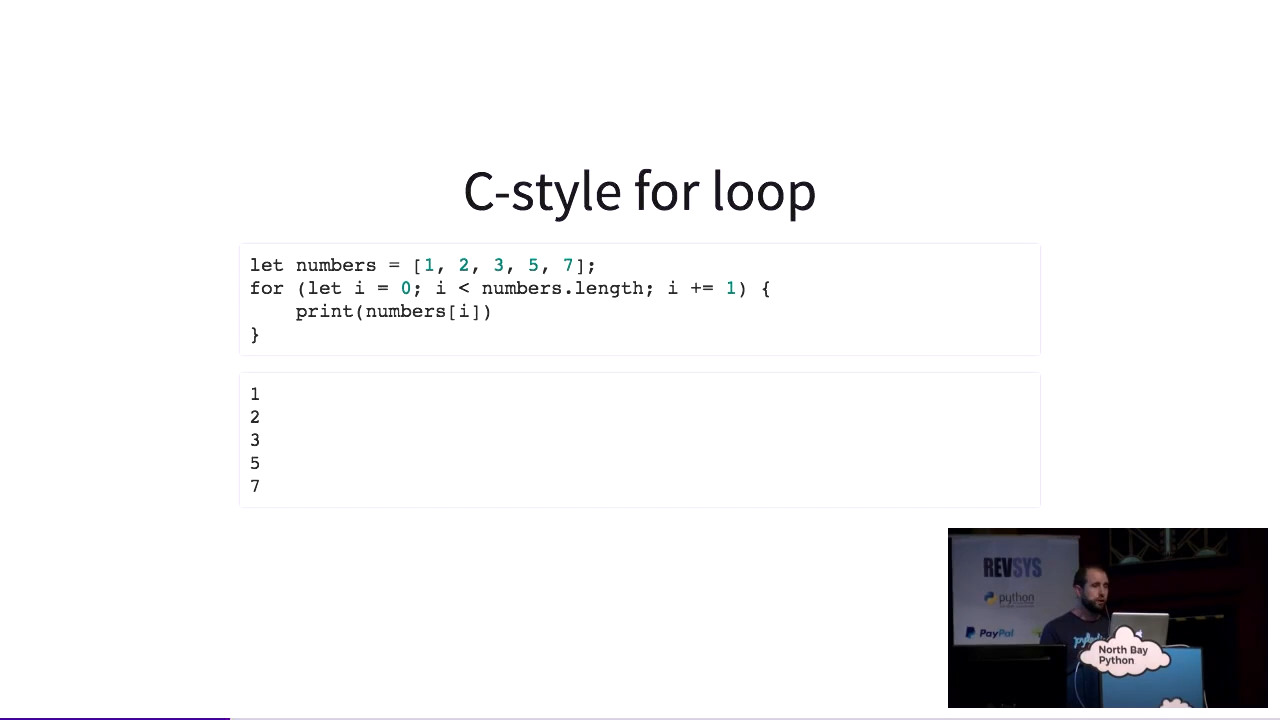 C-style for loop
let numbers = [1, 2, 3, 5, 7];
for (let i = 0; i < numbers.length; i += 1) {
    print(numbers[i])
}
1
2
3
5
7
REVSYS
python
PayPal
North Bay
Python